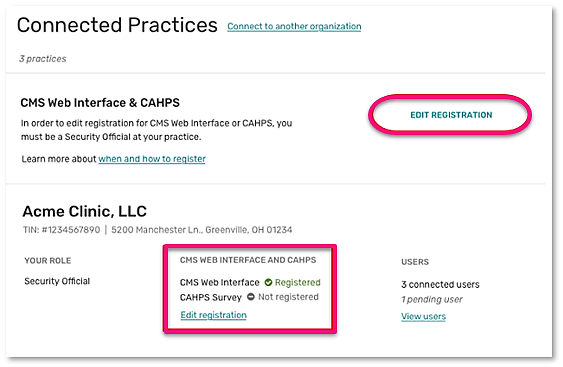 Connected Practices Connect to another organization
3 practices
CMS Web Interface & CAHPS
In order to edit registration for CMS Web Interface or CAHPS, you
must be a Security Official at your practice.
EDIT REGISTRATION
Learn more about when and how to register
Acme Clinic, LLC
TIN: #1234567890 | 5200 Manchester Ln., Greenville, OH 01234
YOUR ROLE
Security Official
CMS WEB INTERFACE AND CAHPS
CMS Web Interface Registered
CAHPS Survey Not registered
Edit registration
USERS
3 connected users
1 pending user
View users